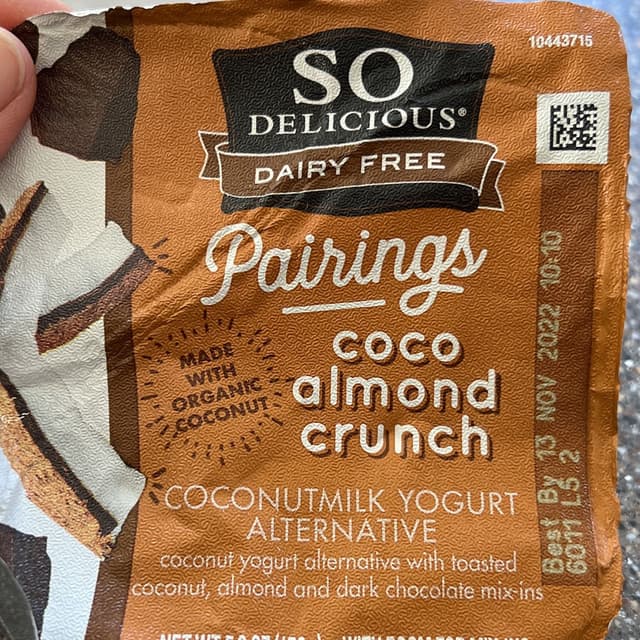 10443715
SO
DELICIOUS®
DAIRY FREE
Pairings
coco
almond
crunch
MADE
WITH
ORGANIC
COCONUT
COCONUTMILK YOGURT
ALTERNATIVE
coconut yogurt alternative with toasted
coconut, almond and dark chocolate mix-ins
Best By 13 NOV 2022 10:10
6011 L5 2